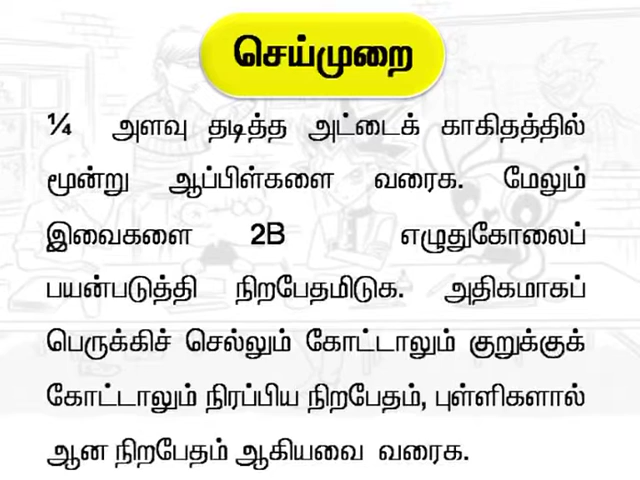 செய்முறை
¼ அளவு தடித்த அட்டைக் காகிதத்தில்
மூன்று ஆப்பிள்களை வரைக. மேலும்
இவைகளை 2B எழுதுகோலைப்
பயன்படுத்தி நிறபேதமிடுக. அதிகமாகப்
பெருக்கிச் செல்லும் கோட்டாலும் குறுக்குக்
கோட்டாலும் நிரப்பிய நிறபேதம், புள்ளிகளால்
ஆன நிறபேதம் ஆகியவை வரைக.